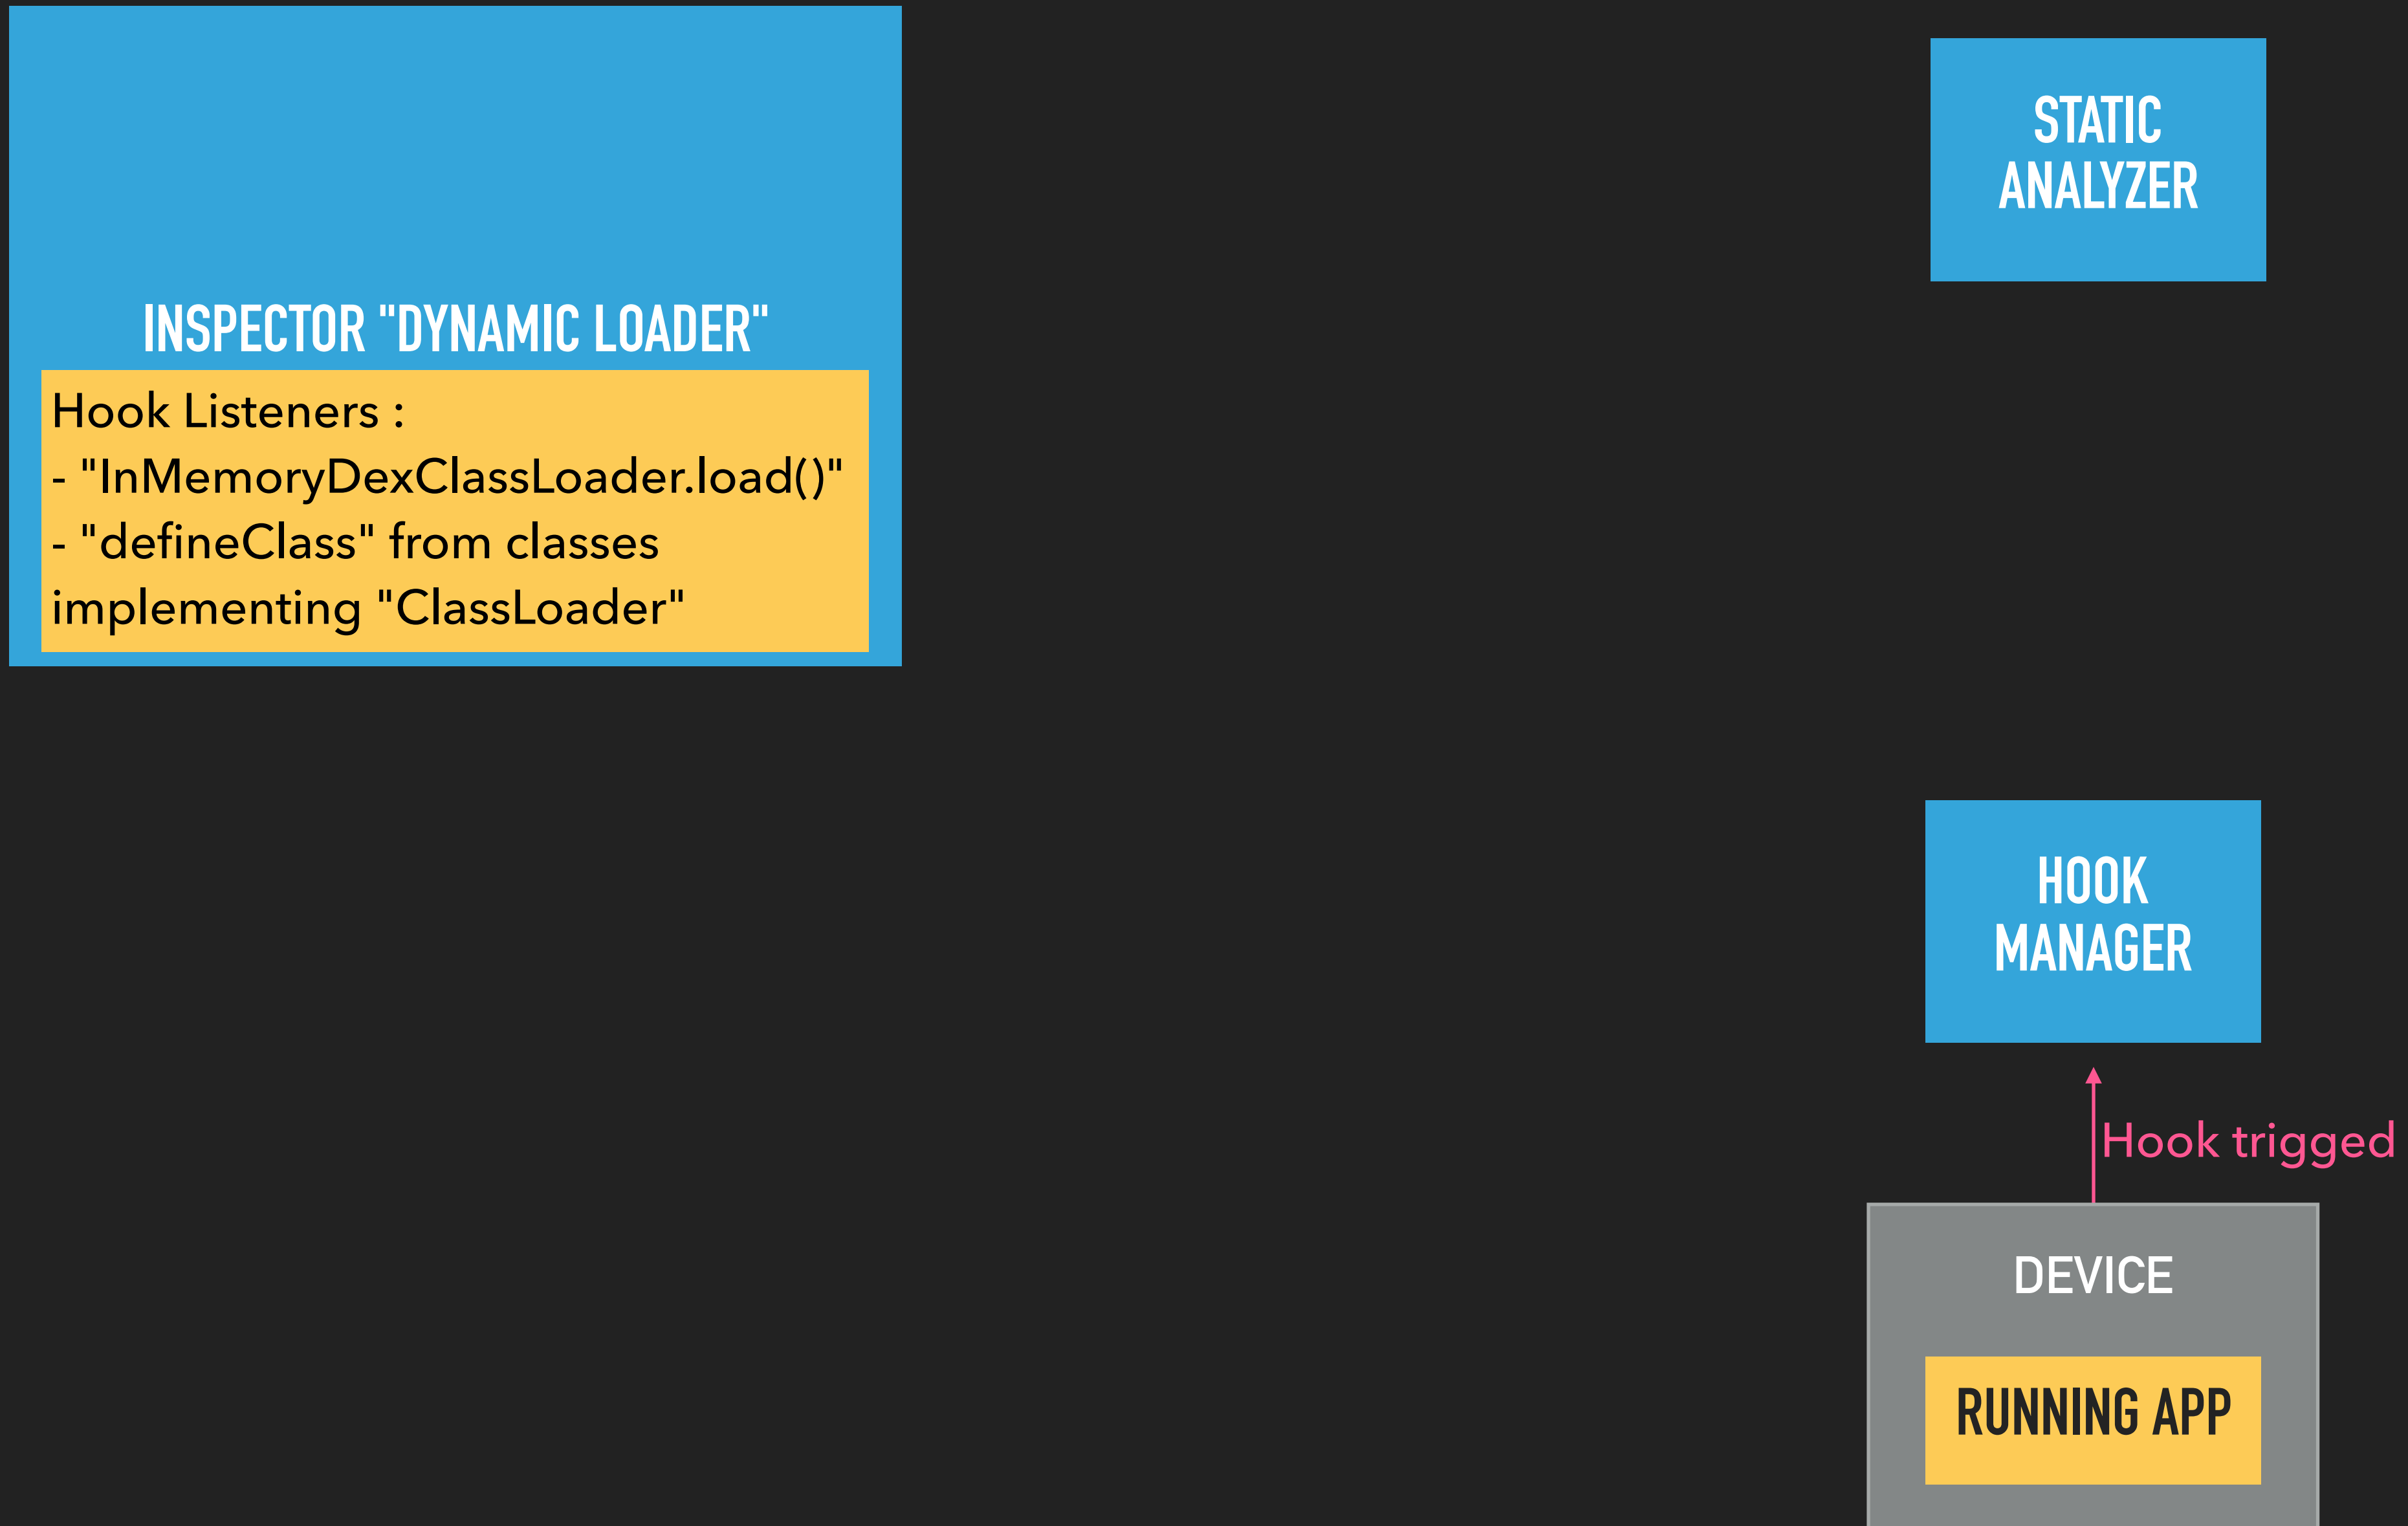 INSPECTOR "DYNAMIC LOADER"
Hook Listeners :
- "InMemoryDexClassLoader.load()"
- "defineClass" from classes
implementing "ClassLoader"
STATIC
ANALYZER
HOOK
MANAGER
Hook trigged
DEVICE
RUNNING APP